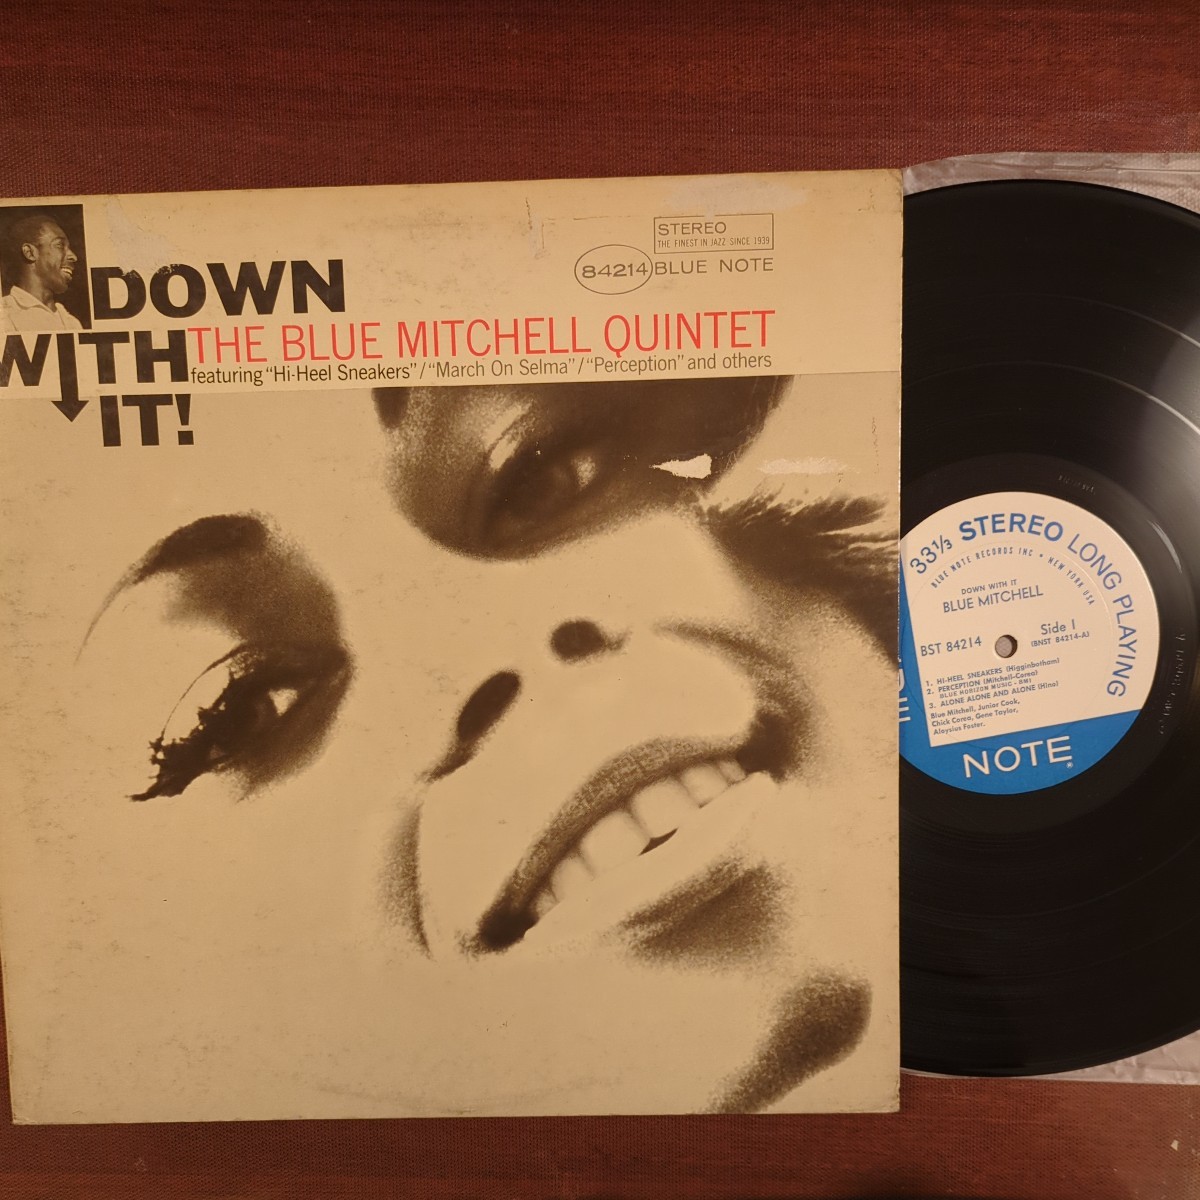 DOWN
WITH
IT!
STEREO
THE FINEST IN JAZZ SINCE 1939
84214 BLUE NOTE
THE BLUE MITCHELL QUINTET
featuring "Hi-Heel Sneakers"/"March On Selma"/"Perception" and others
33 1/3 STEREO LONG PLAYING
BLUE NOTE RECORDS INC • NEW YORK USA
DOWN WITH IT
BLUE MITCHELL
BST 84214
Side 1
(BNST 84214-A)
1. HI-HEEL SNEAKERS (Higginbotham)
2. PERCEPTION (Mitchell-Corea)
BLUE HORIZON MUSIC - BMI
3. ALONE ALONE AND ALONE (Hino)
Blue Mitchell, Junior Cook,
Chick Corea, Gene Taylor,
Aloysius Foster.
NOTE®